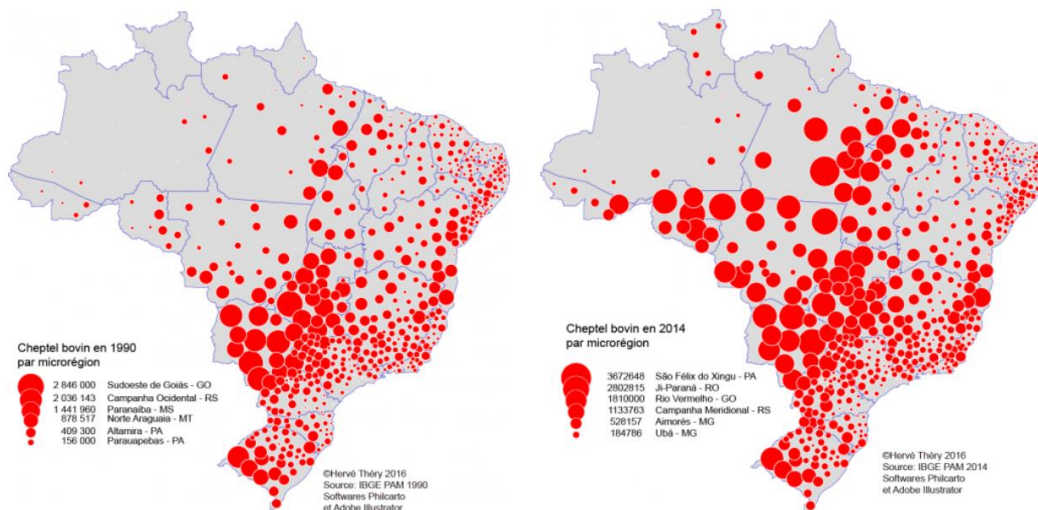 Cheptel bovin en 1990
par microrégion
2 846 000 Sudoeste de Goiás - GO
2 036 143 Campanha Ocidental - RS
1 441 960 Paranaíba - MS
878 517 Norte Araguaia - MT
409 300 Altamira - PA
156 000 Parauapebas - PA
©Hervé Théry 2016
Source: IBGE PAM 1990
Softwares Philcarto
et Adobe Illustrator
Cheptel bovin en 2014
par microrégion
3672648 São Félix do Xingu - PA
2802815 Ji-Paraná - RO
1810000 Rio Vermelho - GO
1133763 Campanha Meridional - RS
528157 Aimorés - MG
184786 Ubá - MG
©Hervé Théry 2016
Source: IBGE PAM 2014
Softwares Philcarto
et Adobe Illustrator